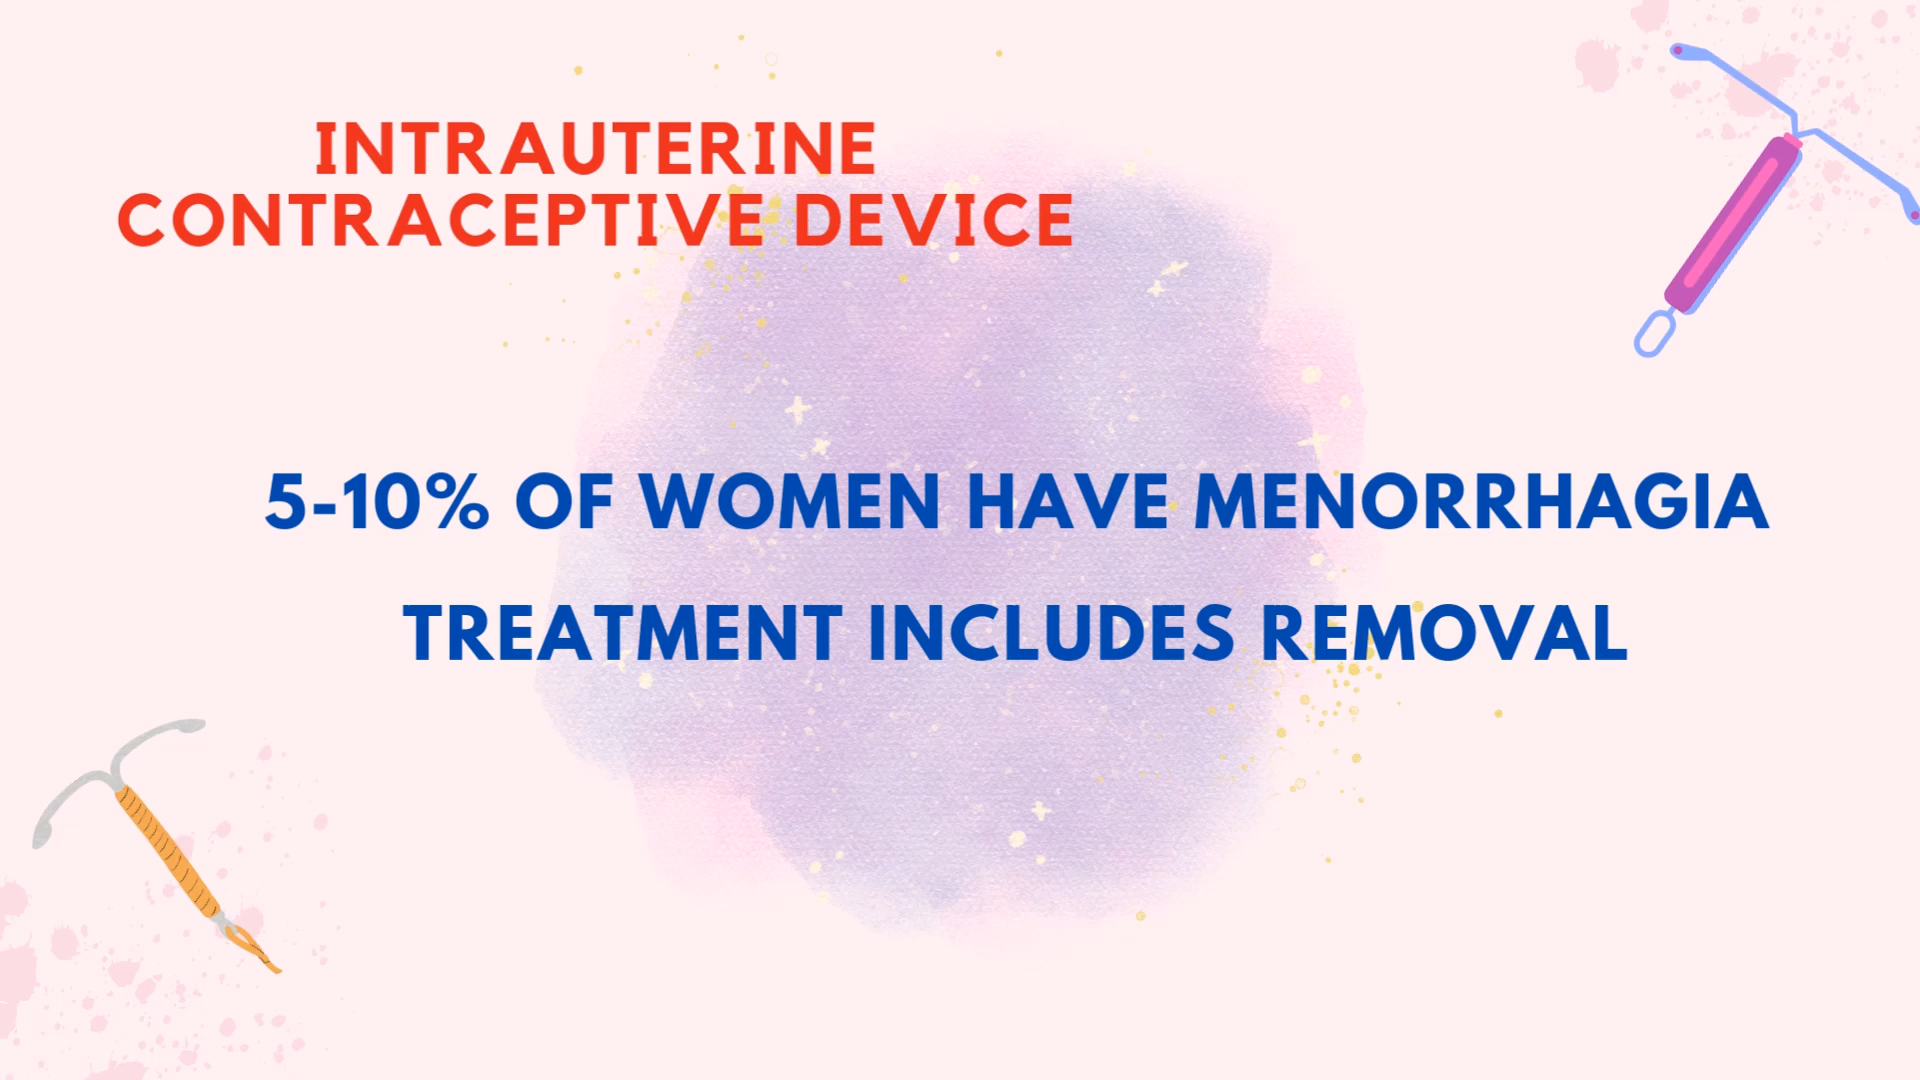 INTRAUTERINE
CONTRACEPTIVE DEVICE
5-10% OF WOMEN HAVE MENORRHAGIA
TREATMENT INCLUDES REMOVAL